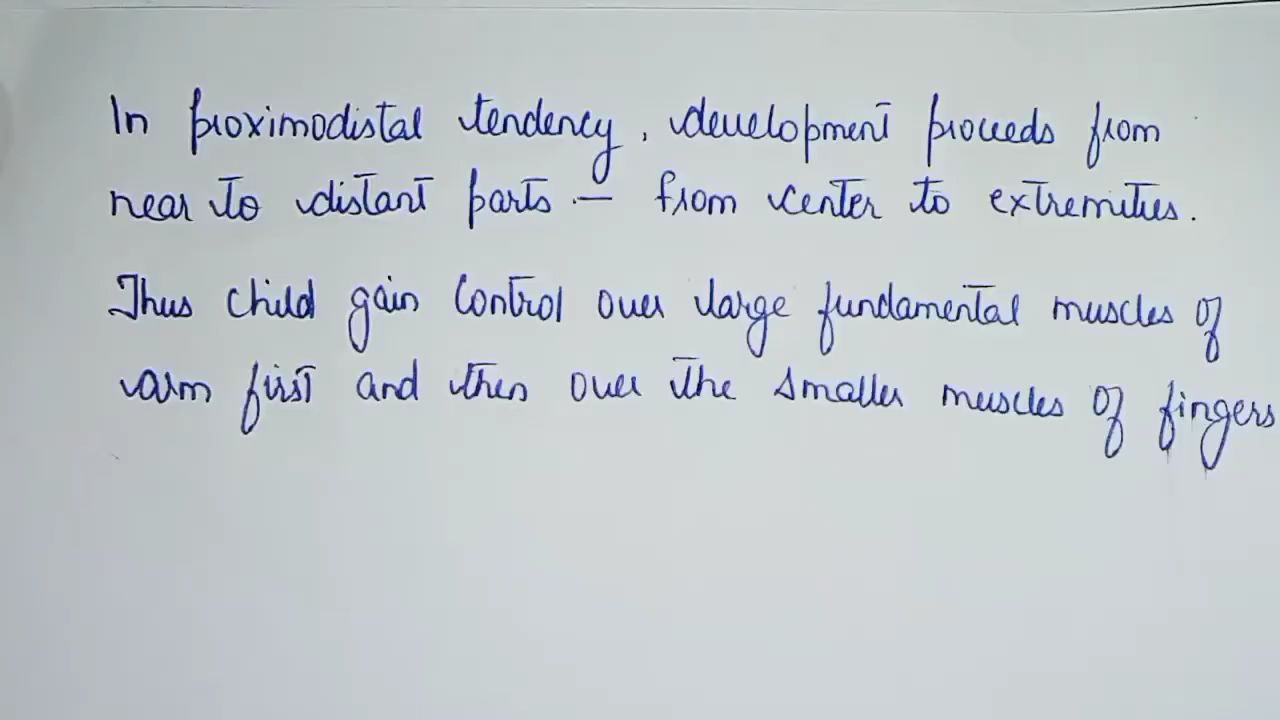 In proximodistal tendency, development proceeds from
near to distant parts — from center to extremities.
Thus child gain control over large fundamental muscles of
arm first and then over the smaller muscles of fingers